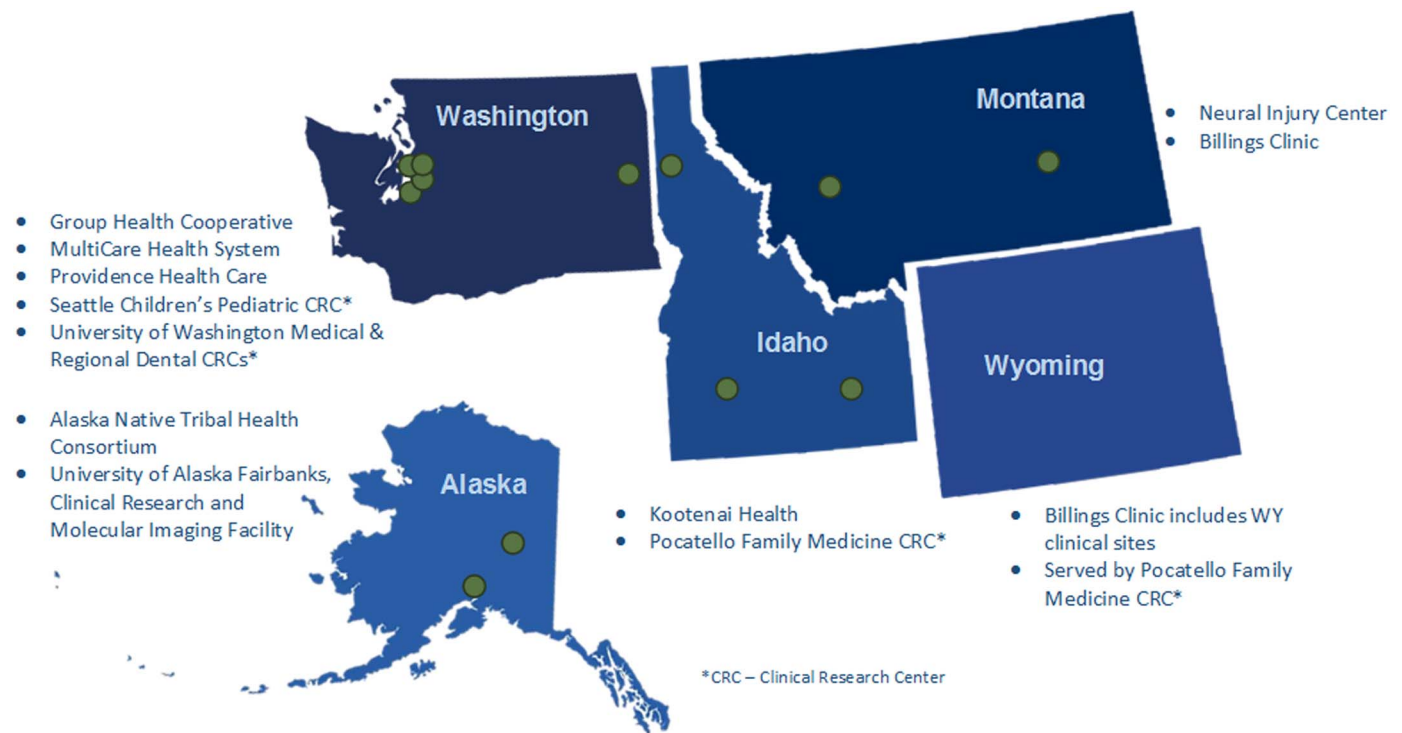 Washington
Montana
• Neural Injury Center
• Billings Clinic
• Group Health Cooperative
• MultiCare Health System
• Providence Health Care
• Seattle Children's Pediatric CRC*
• University of Washington Medical &
Regional Dental CRCs*
Idaho
Wyoming
• Alaska Native Tribal Health
Consortium
• University of Alaska Fairbanks,
Clinical Research and
Molecular Imaging Facility
Alaska
• Kootenai Health
• Pocatello Family Medicine CRC*
• Billings Clinic includes WY
clinical sites
• Served by Pocatello Family
Medicine CRC*
*CRC – Clinical Research Center